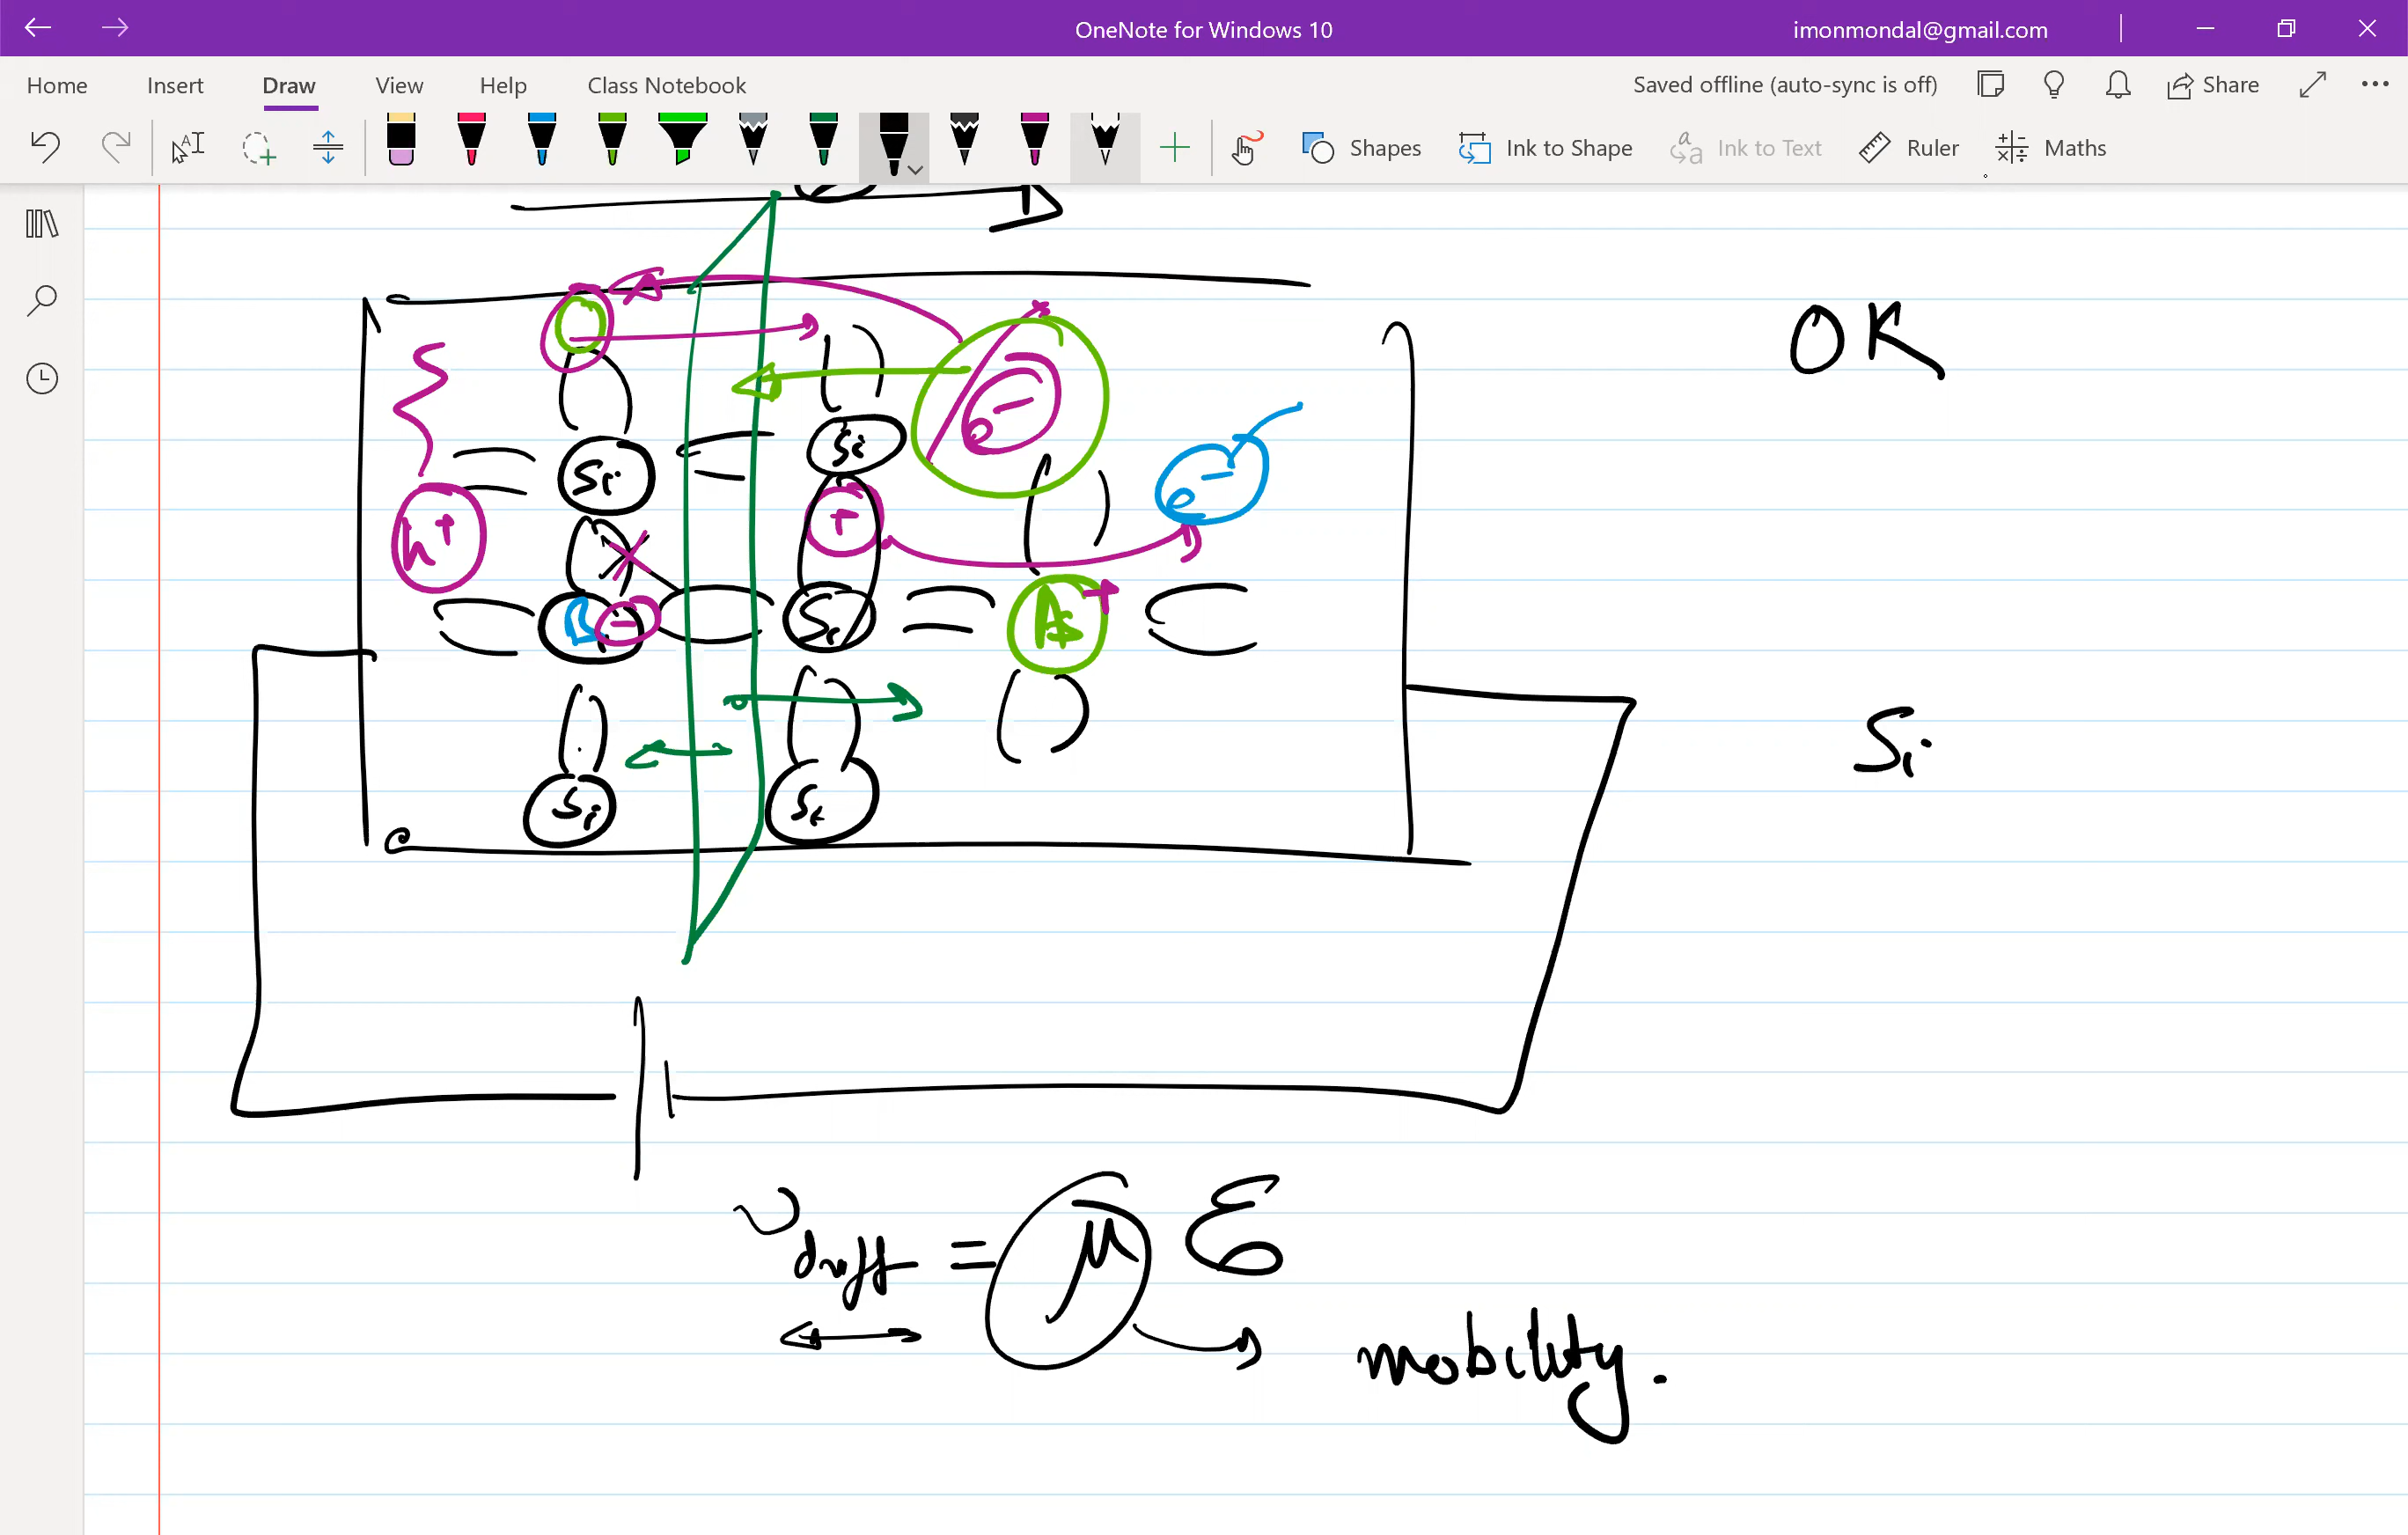 OneNote for Windows 10
imonmondal@gmail.com
Home Insert Draw View Help Class Notebook
Saved offline (auto-sync is off) Share
Shapes Ink to Shape Ink to Text Ruler Maths
OK
e-
Si Si
e-
h+ +
B - Si As+
Si
Si Si
v drift = μ E
mobility.